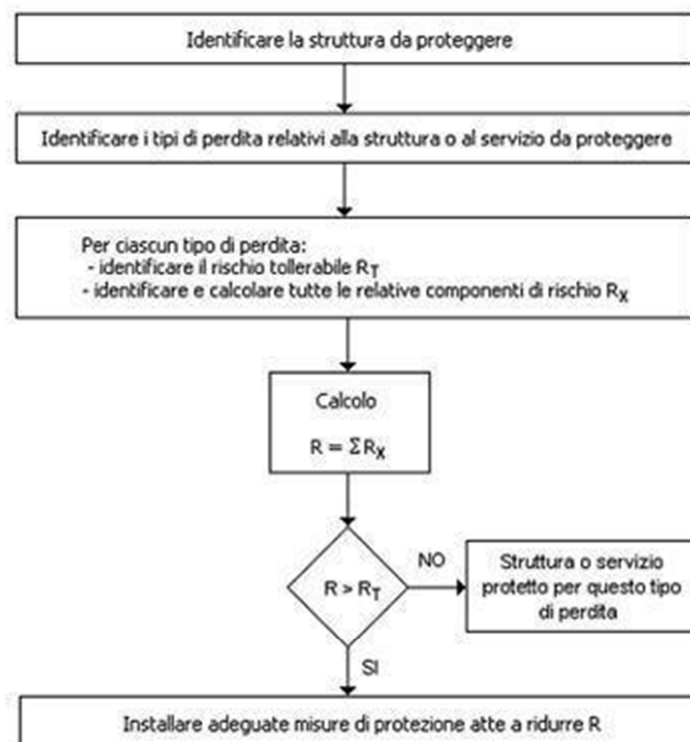 Identificare la struttura da proteggere
Identificare i tipi di perdita relativi alla struttura o al servizio da proteggere
Per ciascun tipo di perdita:
- identificare il rischio tollerabile RT
- identificare e calcolare tutte le relative componenti di rischio RX
Calcolo
R = ΣRX
R > RT
NO
Struttura o servizio
protetto per questo tipo
di perdita
SI
Installare adeguate misure di protezione atte a ridurre R